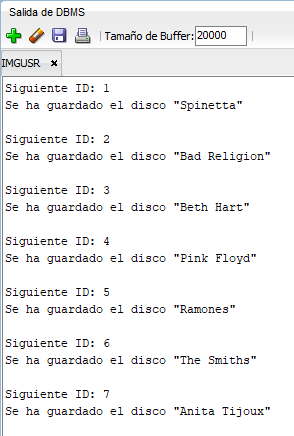 Salida de DBMS
Tamaño de Buffer: 20000
IMGUSR
Siguiente ID: 1
Se ha guardado el disco "Spinetta"
Siguiente ID: 2
Se ha guardado el disco "Bad Religion"
Siguiente ID: 3
Se ha guardado el disco "Beth Hart"
Siguiente ID: 4
Se ha guardado el disco "Pink Floyd"
Siguiente ID: 5
Se ha guardado el disco "Ramones"
Siguiente ID: 6
Se ha guardado el disco "The Smiths"
Siguiente ID: 7
Se ha guardado el disco "Anita Tijoux"